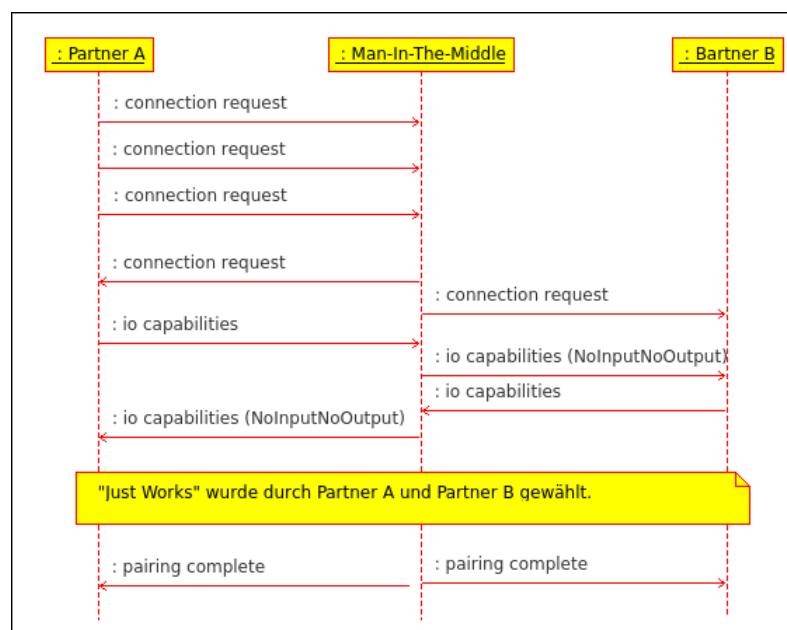 : Partner A
: Man-In-The-Middle
: Bartner B
: connection request
: connection request
: connection request
: connection request
: connection request
: io capabilities
: io capabilities (NoInputNoOutput)
: io capabilities
: io capabilities (NoInputNoOutput)
"Just Works" wurde durch Partner A und Partner B gewählt.
: pairing complete
: pairing complete